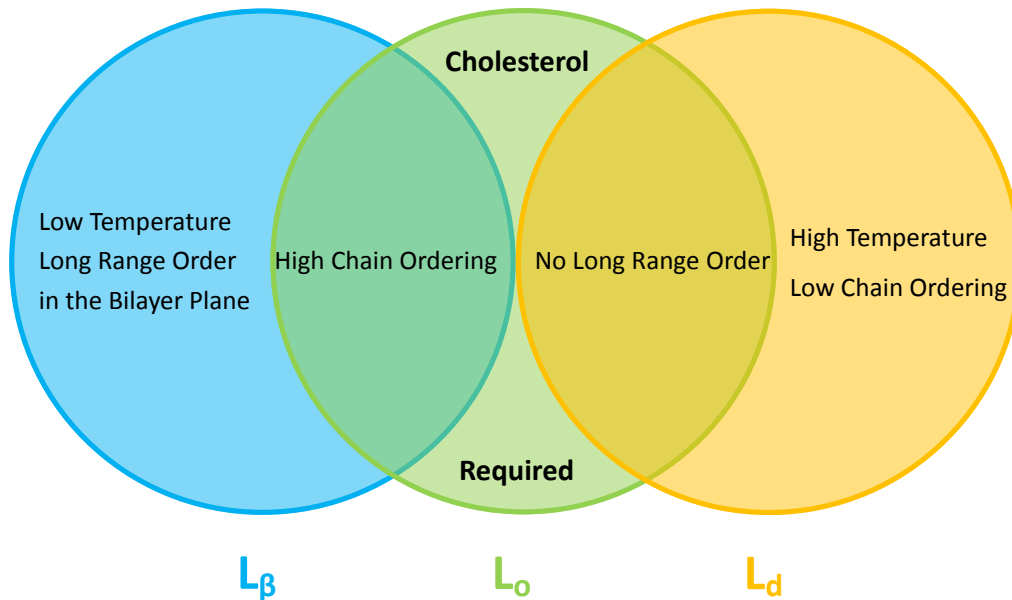 Cholesterol
Low Temperature
Long Range Order
in the Bilayer Plane
High Chain Ordering
No Long Range Order
High Temperature
Low Chain Ordering
Required
Lβ
Lo
Ld